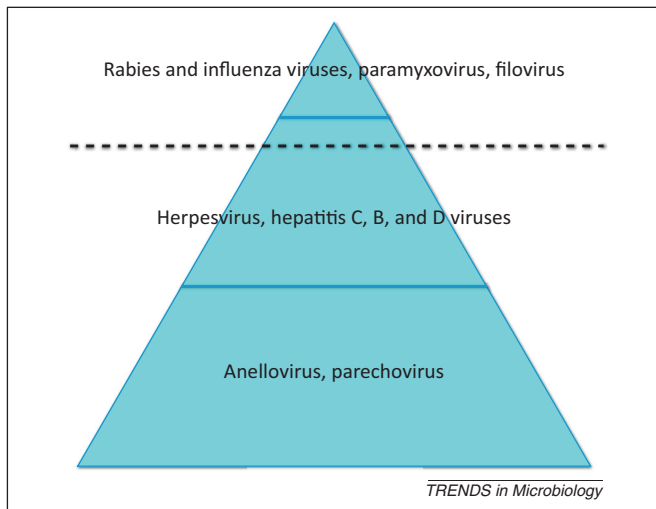 Rabies and influenza viruses, paramyxovirus, filovirus
Herpesvirus, hepatitis C, B, and D viruses
Anellovirus, parechovirus
TRENDS in Microbiology